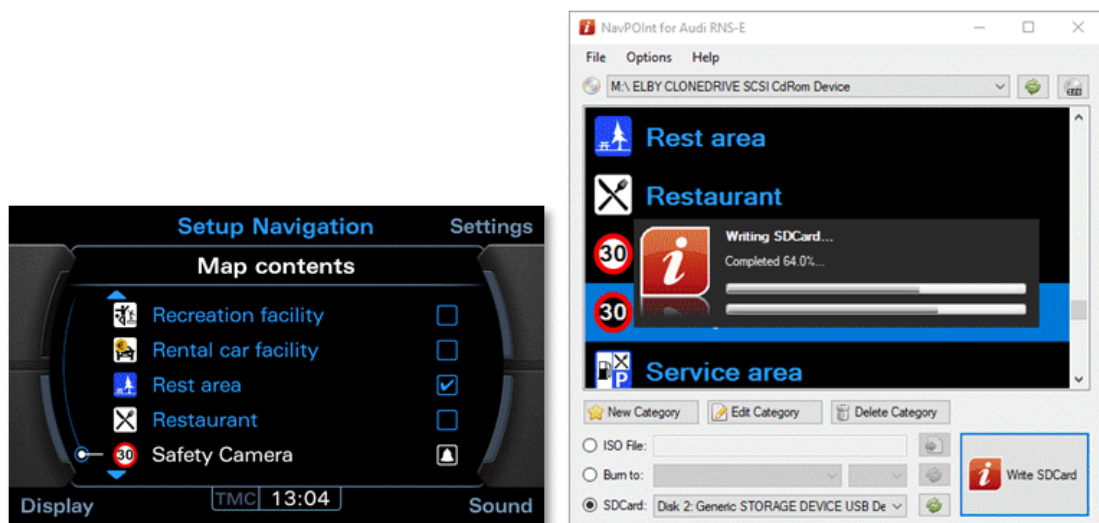 Setup Navigation
Settings
Map contents
Recreation facility
Rental car facility
Rest area
Restaurant
30 Safety Camera
Display
TMC 13:04
Sound
NavPOInt for Audi RNS-E
File Options Help
M:\ ELBY CLONEDRIVE SCSI CdRom Device
Rest area
Restaurant
30
Writing SDCard...
Completed 64.0%...
30
P
Service area
New Category
Edit Category
Delete Category
ISO File:
Burn to:
Write SDCard
SDCard: Disk 2: Generic STORAGE DEVICE USB De